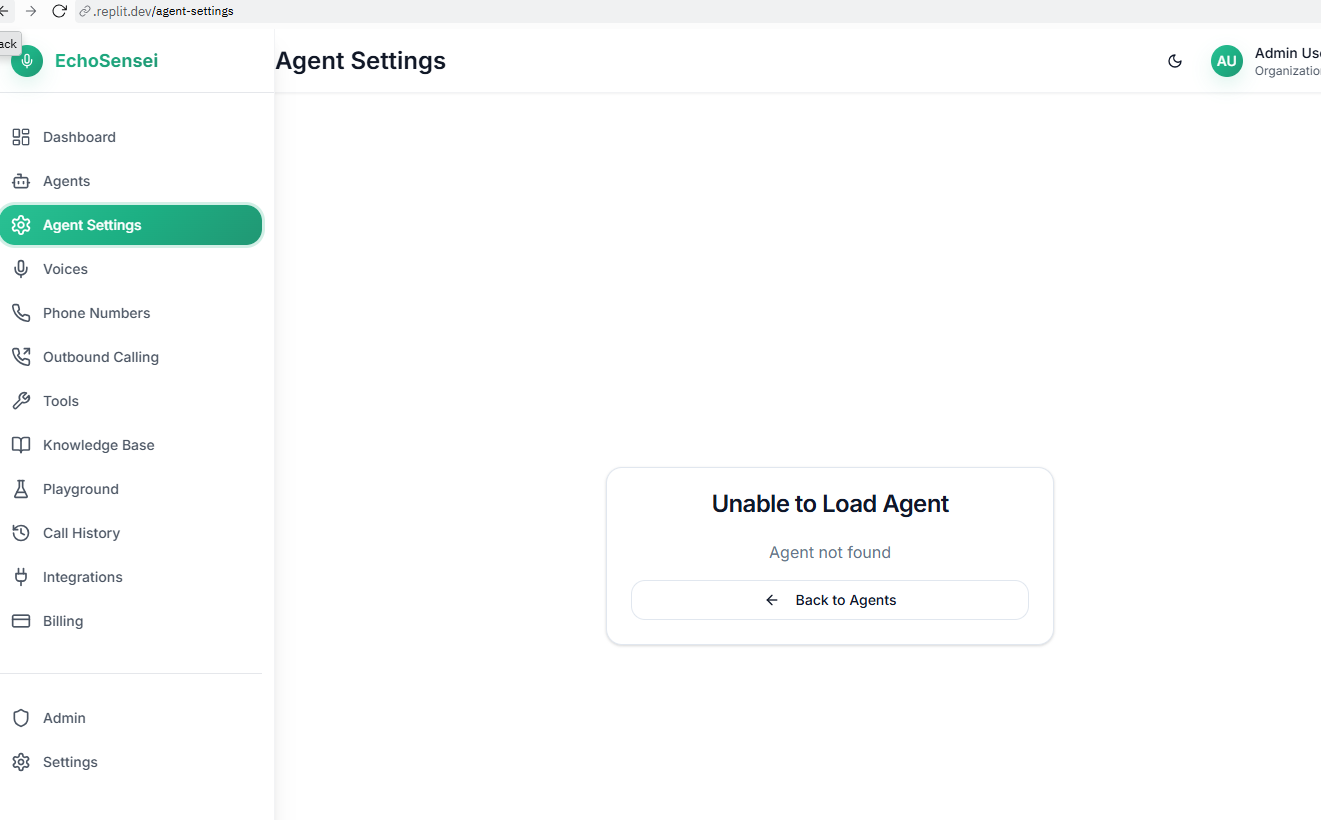 .replit.dev/agent-settings
ack
EchoSensei
Agent Settings
AU
Admin Use
Organization
Dashboard
Agents
Agent Settings
Voices
Phone Numbers
Outbound Calling
Tools
Knowledge Base
Playground
Call History
Integrations
Billing
Admin
Settings
Unable to Load Agent
Agent not found
Back to Agents